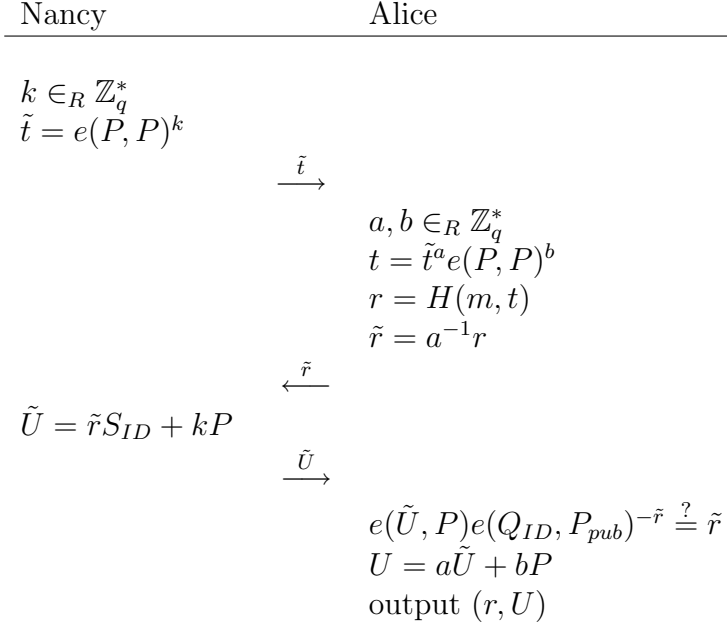 Nancy Alice
k ∈_R ℤ_q^*
t̃ = e(P, P)^k
t̃
⟶
a, b ∈_R ℤ_q^*
t = t̃^a e(P, P)^b
r = H(m, t)
r̃ = a^{−1}r
r̃
⟵
Ũ = r̃S_{ID} + kP
Ũ
⟶
e(Ũ, P)e(Q_{ID}, P_{pub})^{−r̃} ≟ r̃
U = aŨ + bP
output (r, U)